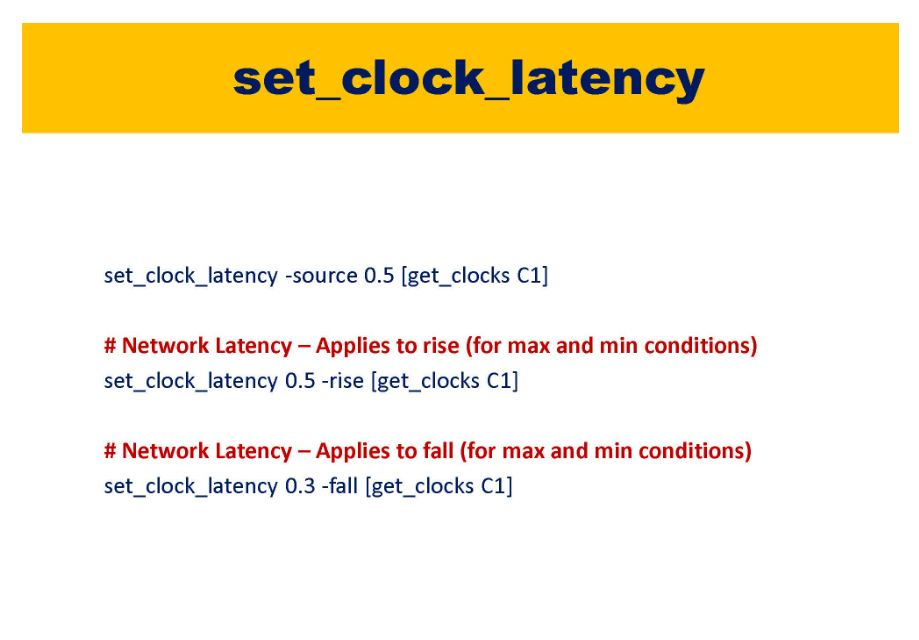 set_clock_latency
set_clock_latency -source 0.5 [get_clocks C1]
# Network Latency – Applies to rise (for max and min conditions)
set_clock_latency 0.5 -rise [get_clocks C1]
# Network Latency – Applies to fall (for max and min conditions)
set_clock_latency 0.3 -fall [get_clocks C1]